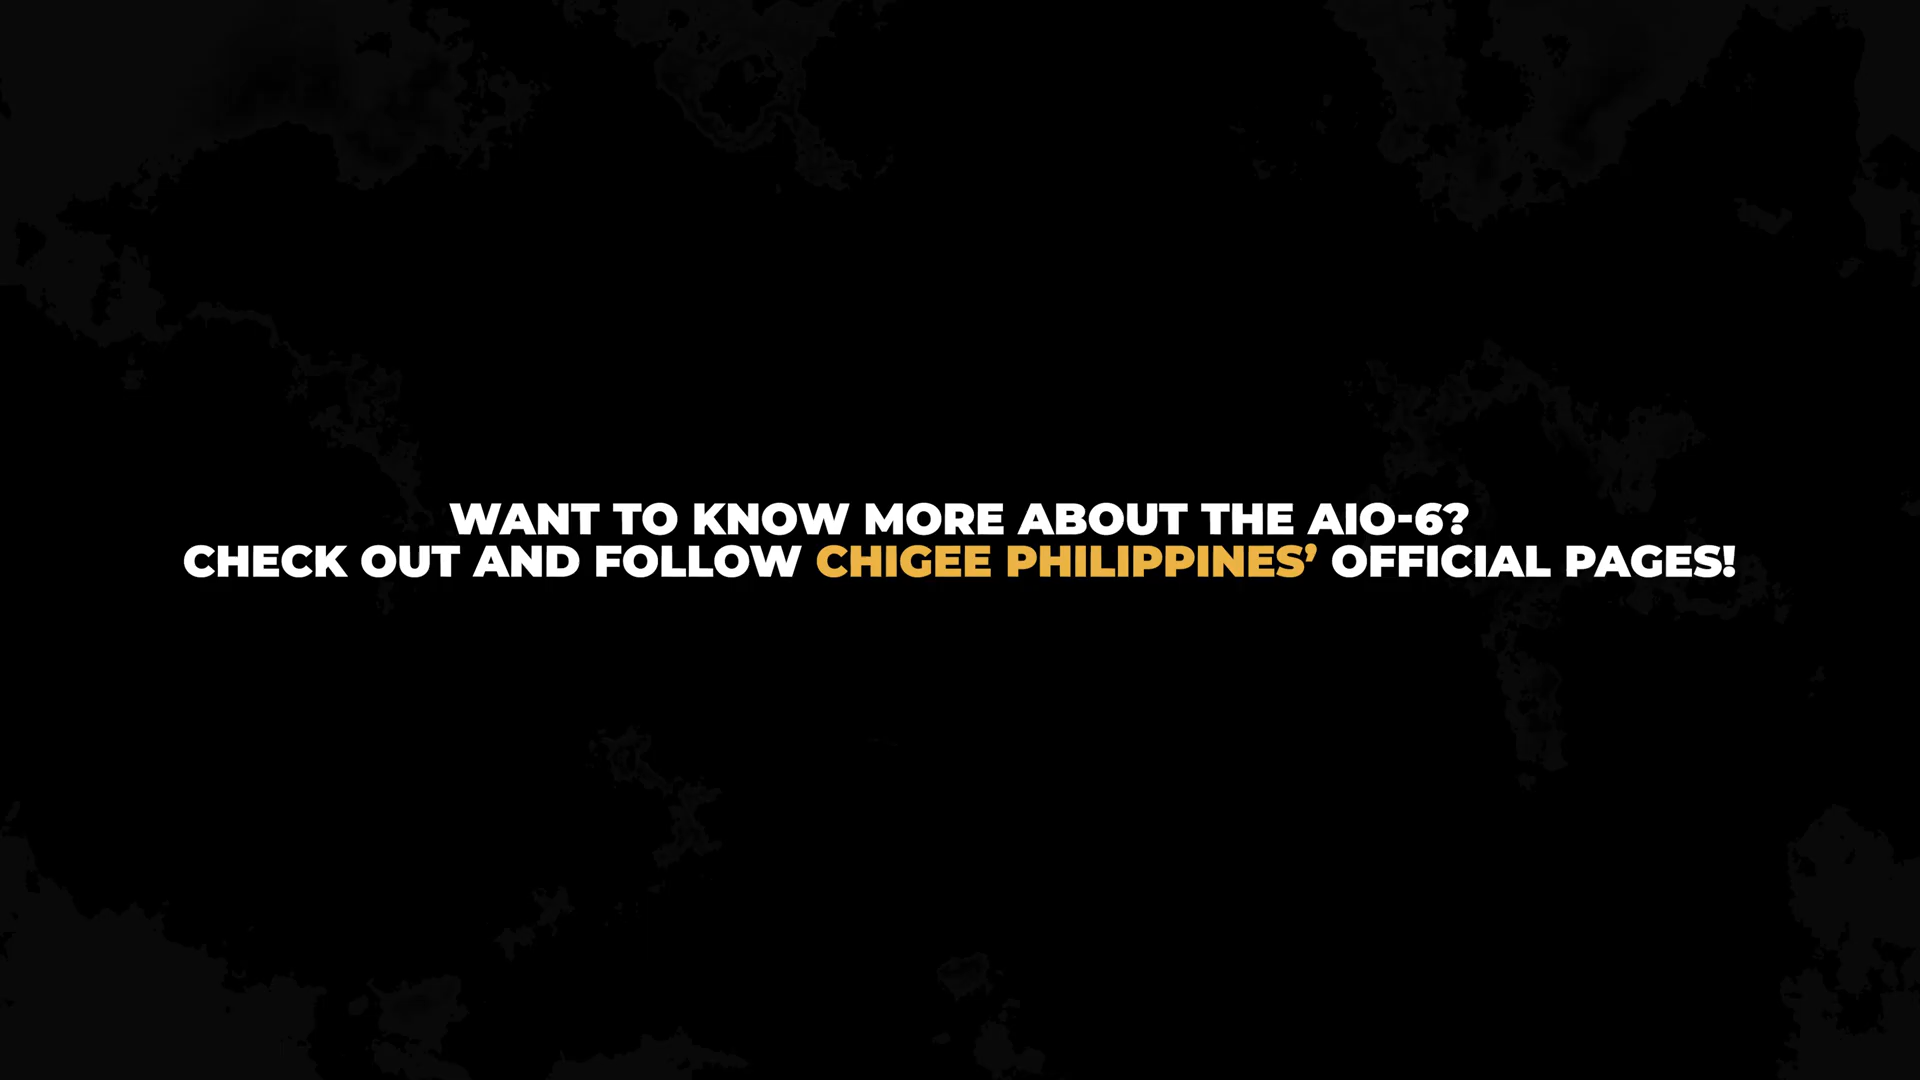 WANT TO KNOW MORE ABOUT THE AIO-6?
CHECK OUT AND FOLLOW CHIGEE PHILIPPINES’ OFFICIAL PAGES!